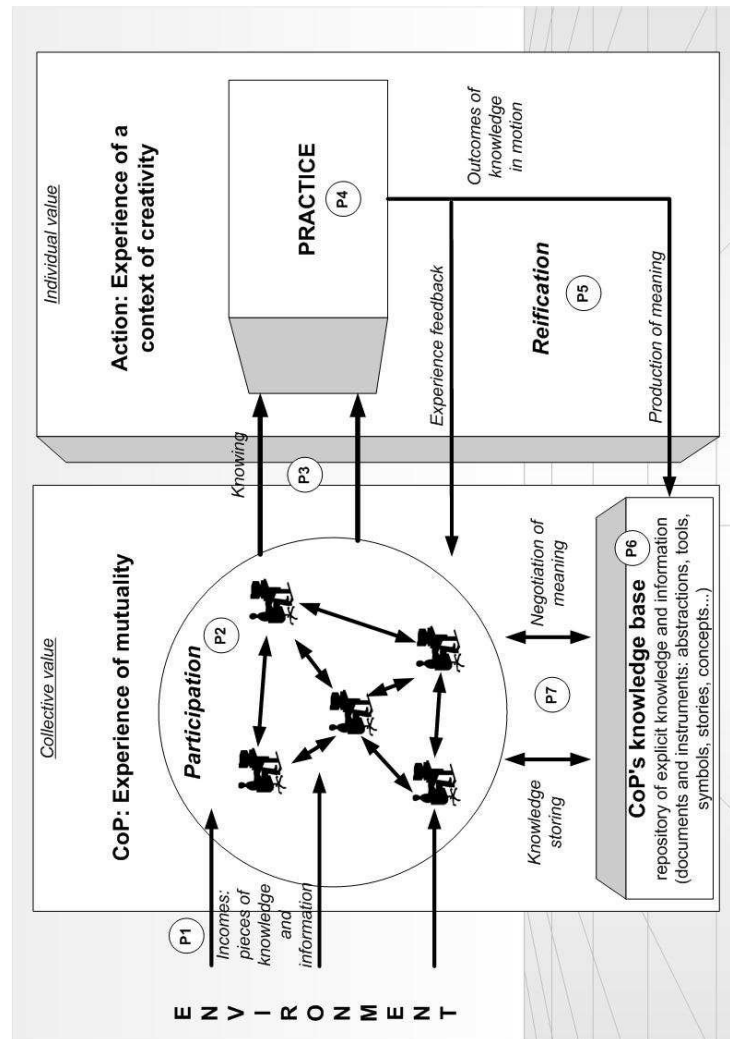 E N V I R O N M E N T
P1
Incomes:
pieces of
knowledge
and
information
Collective value
CoP: Experience of mutuality
Participation
P2
Knowledge
storing
P7
Negotiation of
meaning
CoP's knowledge base
P6
repository of explicit knowledge and information
(documents and instruments: abstractions, tools,
symbols, stories, concepts...)
Knowing
P3
Individual value
Action: Experience of a
context of creativity
PRACTICE
P4
Experience feedback
Outcomes of
knowledge
in motion
Reification
P5
Production of meaning